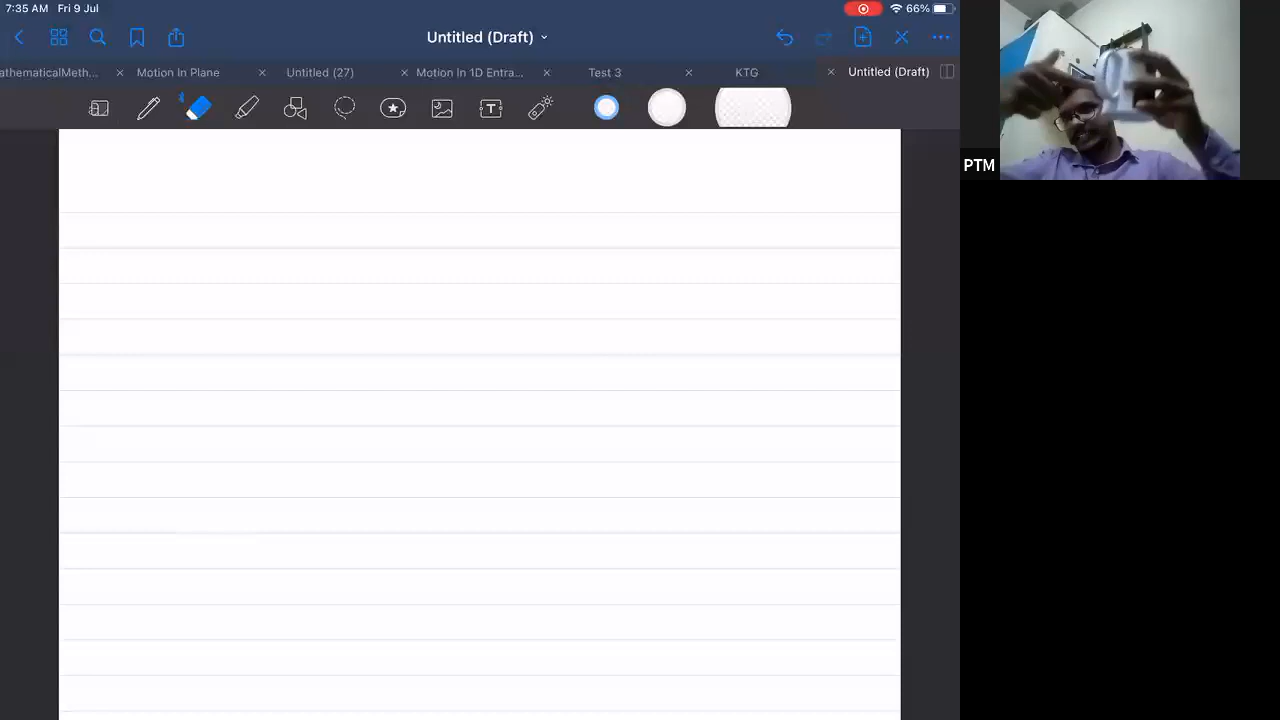 7:35 AM Fri 9 Jul 66%
Untitled (Draft)
athematicalMeth... Motion In Plane Untitled (27) Motion In 1D Entra... Test 3 KTG Untitled (Draft)
T
PTM